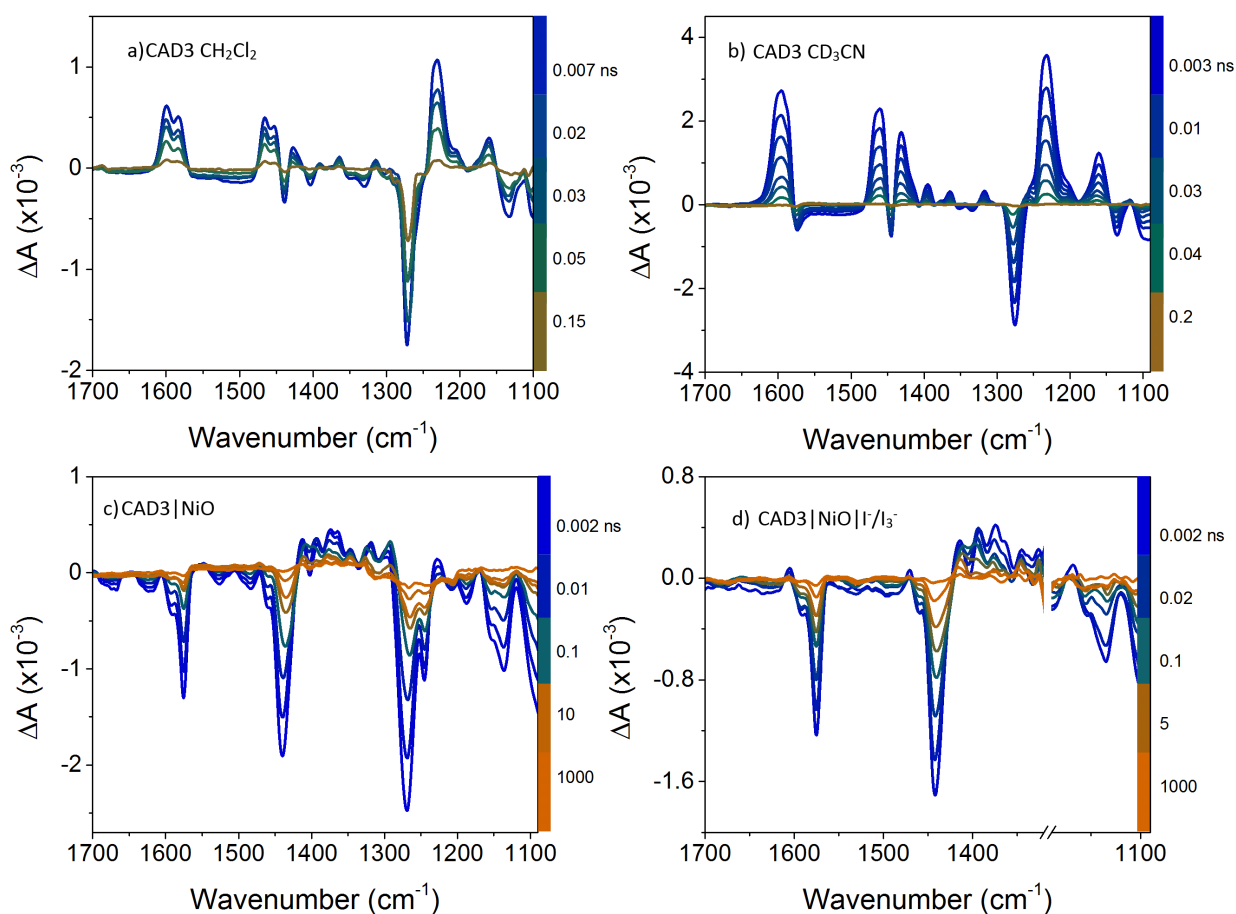 a) CAD3 CH₂Cl₂
1
0
-1
-2
ΔA (x10⁻³)
1700 1600 1500 1400 1300 1200 1100
Wavenumber (cm⁻¹)
0.007 ns
0.02
0.03
0.05
0.15
b) CAD3 CD₃CN
4
2
0
-2
-4
ΔA (x10⁻³)
1700 1600 1500 1400 1300 1200 1100
Wavenumber (cm⁻¹)
0.003 ns
0.01
0.03
0.04
0.2
c) CAD3|NiO
1
0
-1
-2
ΔA (x10⁻³)
1700 1600 1500 1400 1300 1200 1100
Wavenumber (cm⁻¹)
0.002 ns
0.01
0.1
10
1000
d) CAD3|NiO|I⁻/I₃⁻
0.8
0.0
-0.8
-1.6
ΔA (x10⁻³)
1700 1600 1500 1400 1100
Wavenumber (cm⁻¹)
0.002 ns
0.02
0.1
5
1000